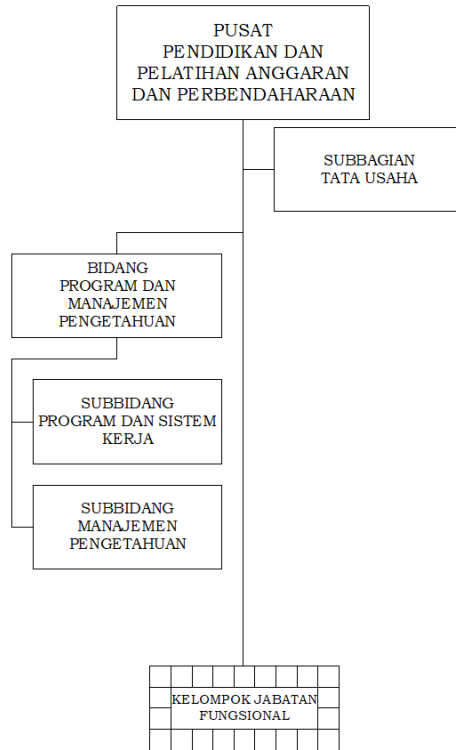 PUSAT
PENDIDIKAN DAN
PELATIHAN ANGGARAN
DAN PERBENDAHARAAN
SUBBAGIAN
TATA USAHA
BIDANG
PROGRAM DAN
MANAJEMEN
PENGETAHUAN
SUBBIDANG
PROGRAM DAN SISTEM
KERJA
SUBBIDANG
MANAJEMEN
PENGETAHUAN
KELOMPOK JABATAN
FUNGSIONAL